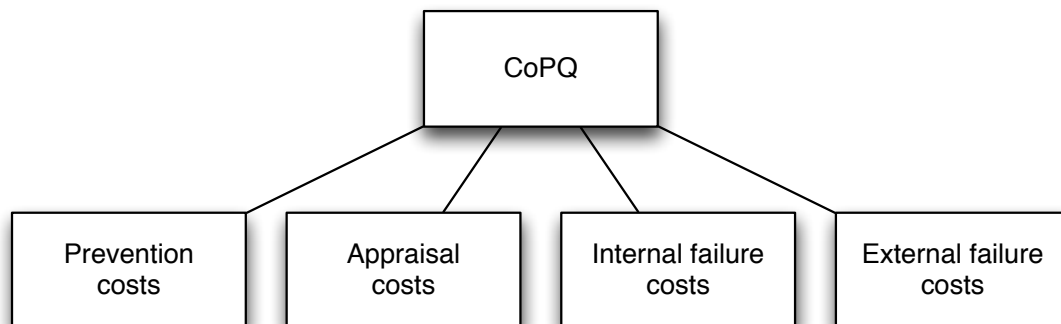 CoPQ
Prevention
costs
Appraisal
costs
Internal failure
costs
External failure
costs